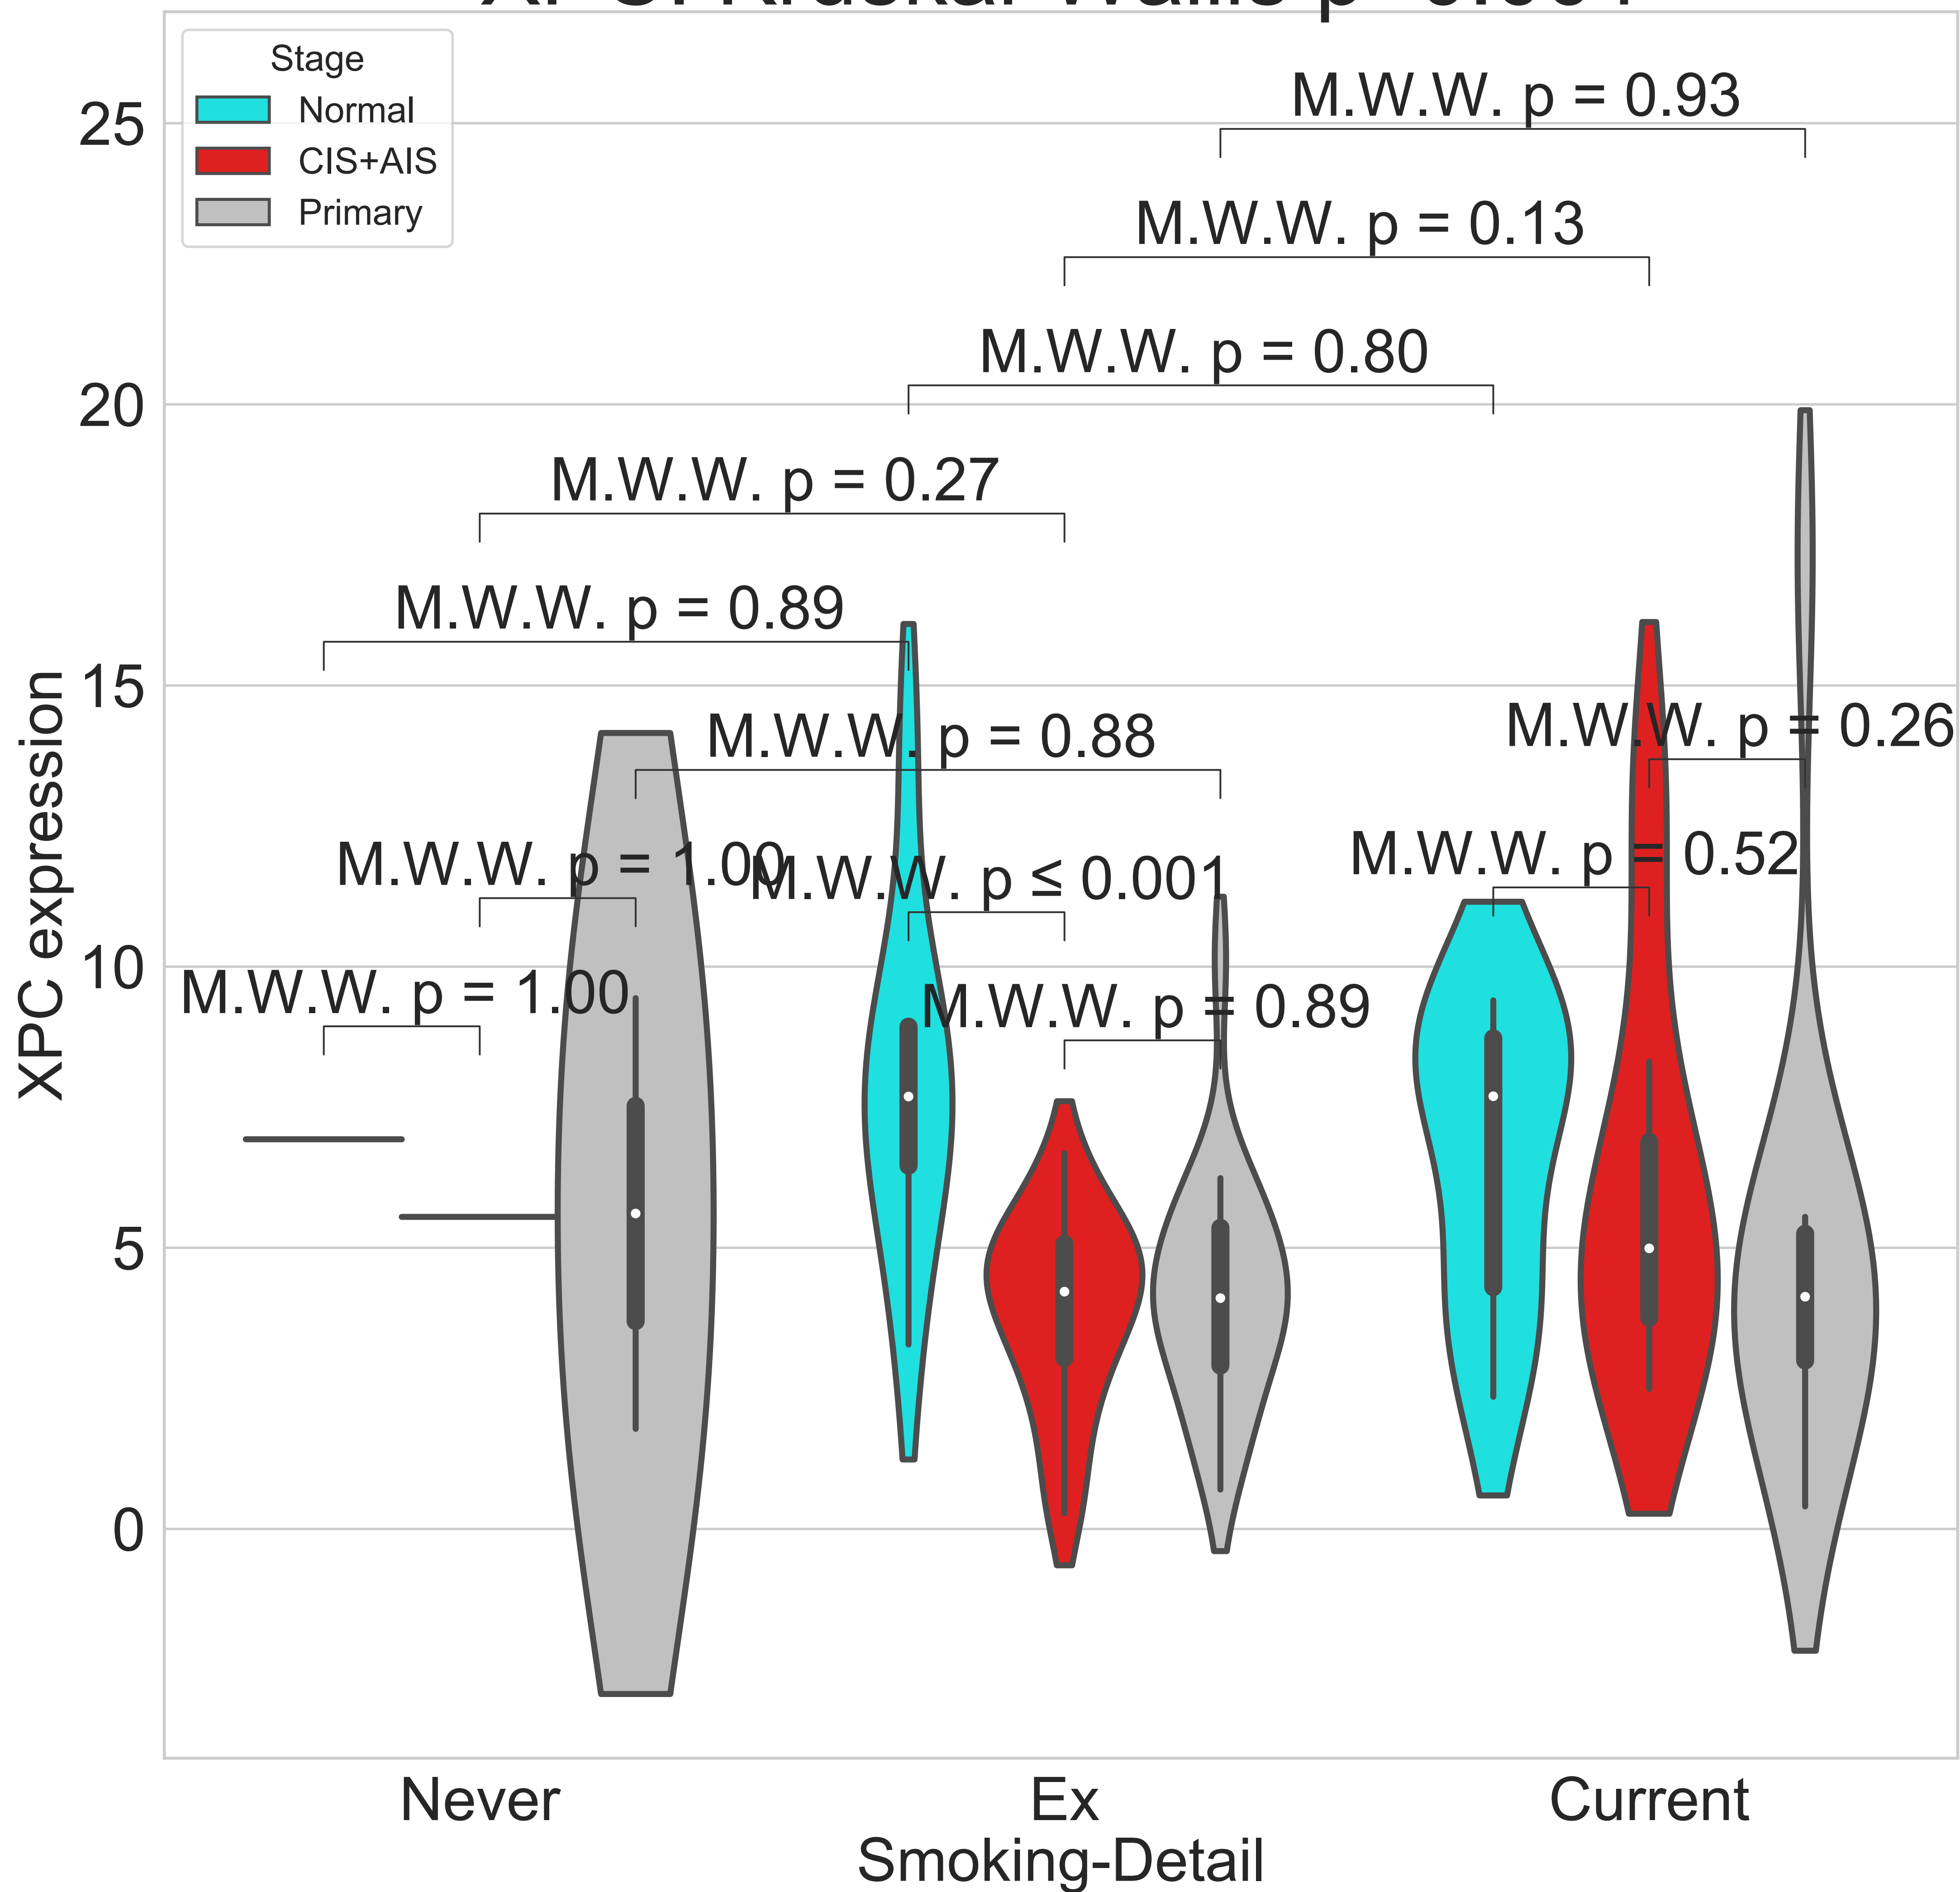 Stage
Normal
CIS+AIS
Primary
M.W.W. p = 0.93
M.W.W. p = 0.13
M.W.W. p = 0.80
M.W.W. p = 0.27
M.W.W. p = 0.89
M.W.W. p = 0.88
M.W.W. p = 0.26
M.W.W. p = 1.00
M.W.W. p ≤ 0.001
M.W.W. p = 0.52
M.W.W. p = 1.00
M.W.W. p = 0.89
25
20
15
10
5
0
XPC expression
Never
Ex
Current
Smoking-Detail